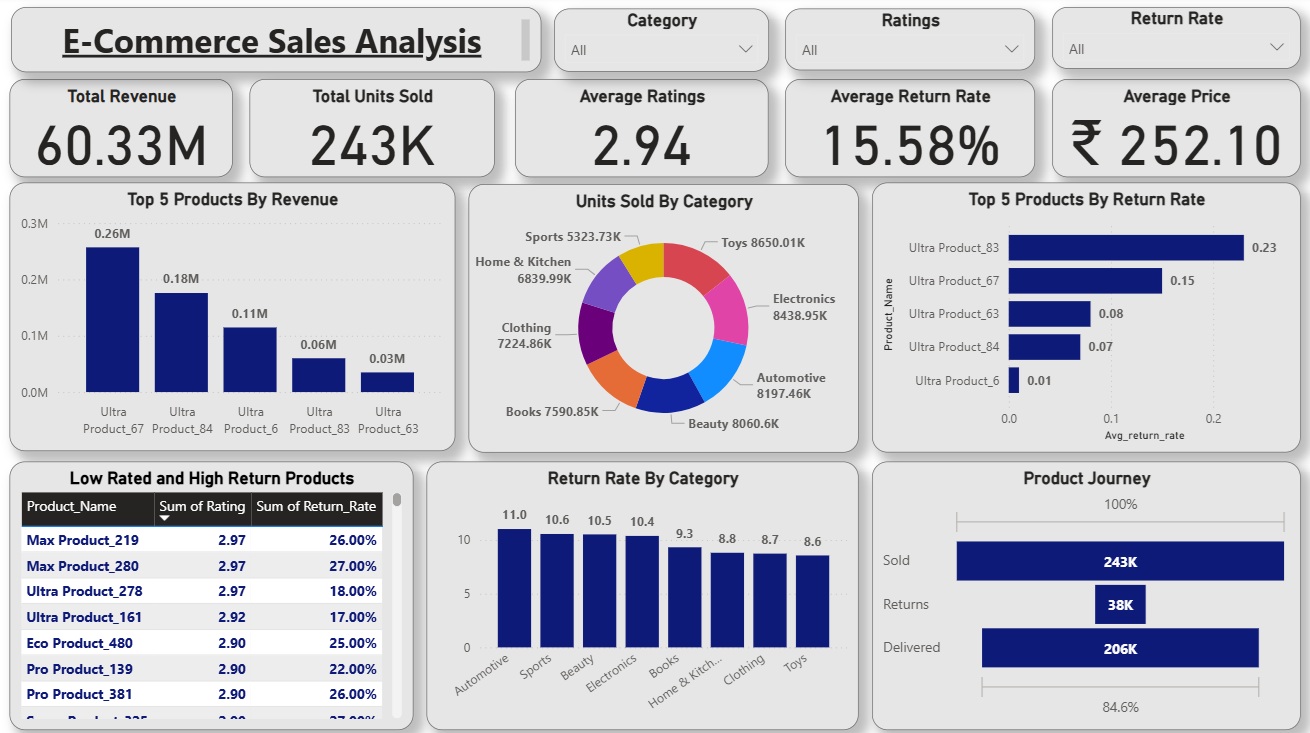 E-Commerce Sales Analysis
Category
All
Ratings
All
Return Rate
All
Total Revenue
60.33M
Total Units Sold
243K
Average Ratings
2.94
Average Return Rate
15.58%
Average Price
₹ 252.10
Top 5 Products By Revenue
0.3M
0.2M
0.1M
0.0M
0.26M
0.18M
0.11M
0.06M
0.03M
Ultra
Product_67
Ultra
Product_84
Ultra
Product_6
Ultra
Product_83
Ultra
Product_63
Units Sold By Category
Sports 5323.73K
Toys 8650.01K
Home & Kitchen
6839.99K
Electronics
8438.95K
Clothing
7224.86K
Automotive
8197.46K
Books 7590.85K
Beauty 8060.6K
Top 5 Products By Return Rate
Product_Name
Ultra Product_83
0.23
Ultra Product_67
0.15
Ultra Product_63
0.08
Ultra Product_84
0.07
Ultra Product_6
0.01
0.0
0.1
0.2
Avg_return_rate
Low Rated and High Return Products
Product_Name Sum of Rating Sum of Return_Rate
Max Product_219 2.97 26.00%
Max Product_280 2.97 27.00%
Ultra Product_278 2.97 18.00%
Ultra Product_161 2.92 17.00%
Eco Product_480 2.90 25.00%
Pro Product_139 2.90 22.00%
Pro Product_381 2.90 26.00%
Return Rate By Category
10
5
0
11.0
10.6
10.5
10.4
9.3
8.8
8.7
8.6
Automotive
Sports
Beauty
Electronics
Books
Home & Kitch...
Clothing
Toys
Product Journey
100%
Sold
243K
Returns
38K
Delivered
206K
84.6%